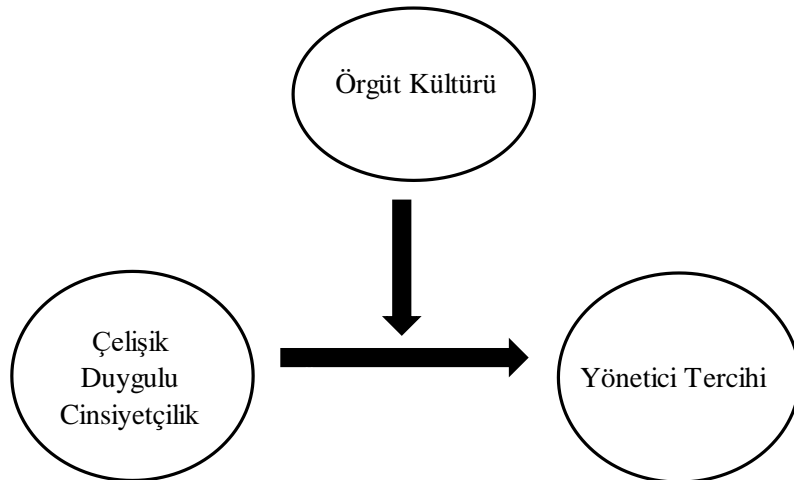 Örgüt Kültürü
Çelişik
Duygulu
Cinsiyetçilik
Yönetici Tercihi